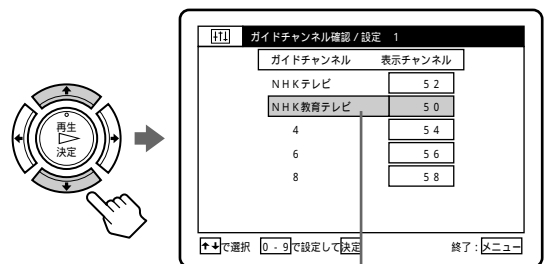 ガイドチャンネル確認 / 設定 1
ガイドチャンネル 表示チャンネル
NHKテレビ 52
NHK教育テレビ 50
4 54
6 56
8 58
再生
決定
↑↓で選択 0-9で設定して決定 終了:メニュー